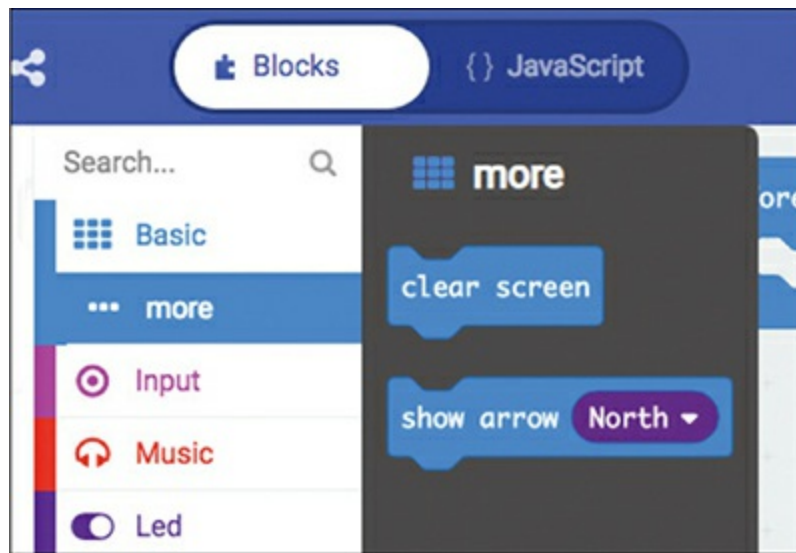 Blocks
{ } JavaScript
Search...
Basic
more
Input
Music
Led
more
clear screen
show arrow North